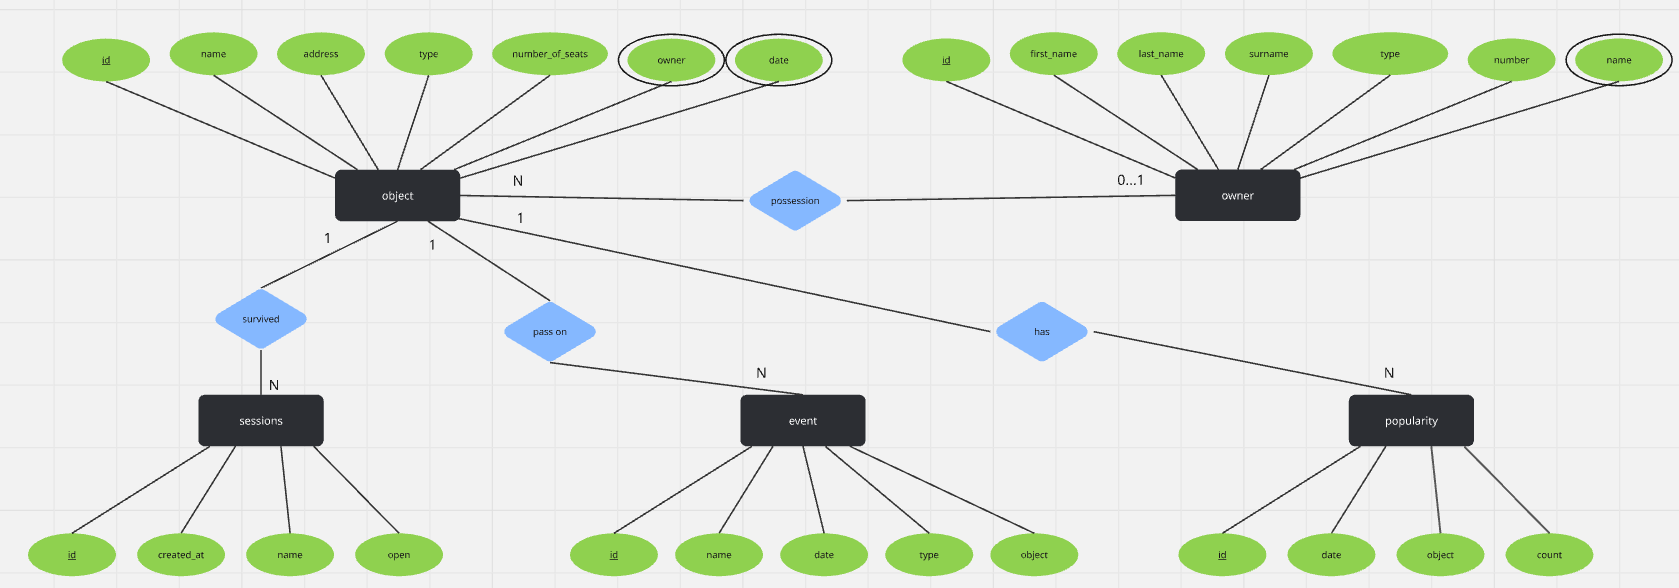 id
name
address
type
number_of_seats
owner
date
id
first_name
last_name
surname
type
number
name
object
N
possession
0...1
owner
1
1
1
survived
pass on
has
N
N
N
sessions
event
popularity
id
created_at
name
open
id
name
date
type
object
id
date
object
count